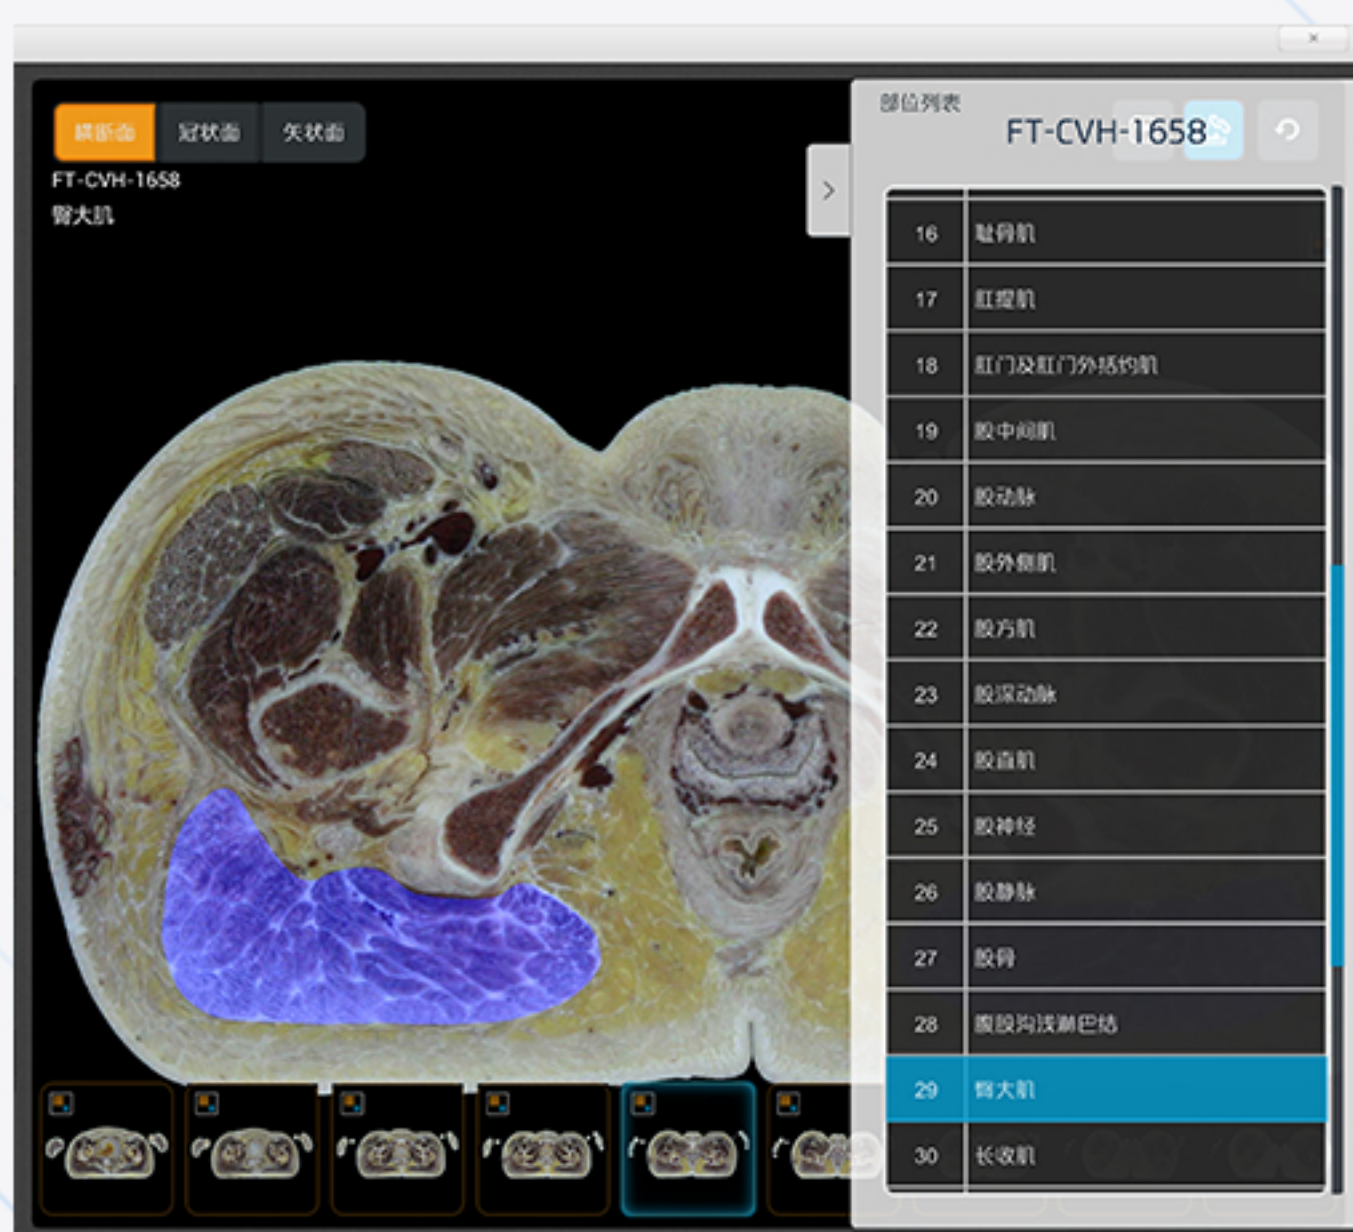 横断面 冠状面 矢状面
FT-CVH-1658
臀大肌
部位列表
FT-CVH-1658
16 耻骨肌
17 肛提肌
18 肛门及肛门外括约肌
19 股中间肌
20 股动脉
21 股外侧肌
22 股方肌
23 股深动脉
24 股直肌
25 股神经
26 股静脉
27 股骨
28 腹股沟浅淋巴结
29 臀大肌
30 长收肌